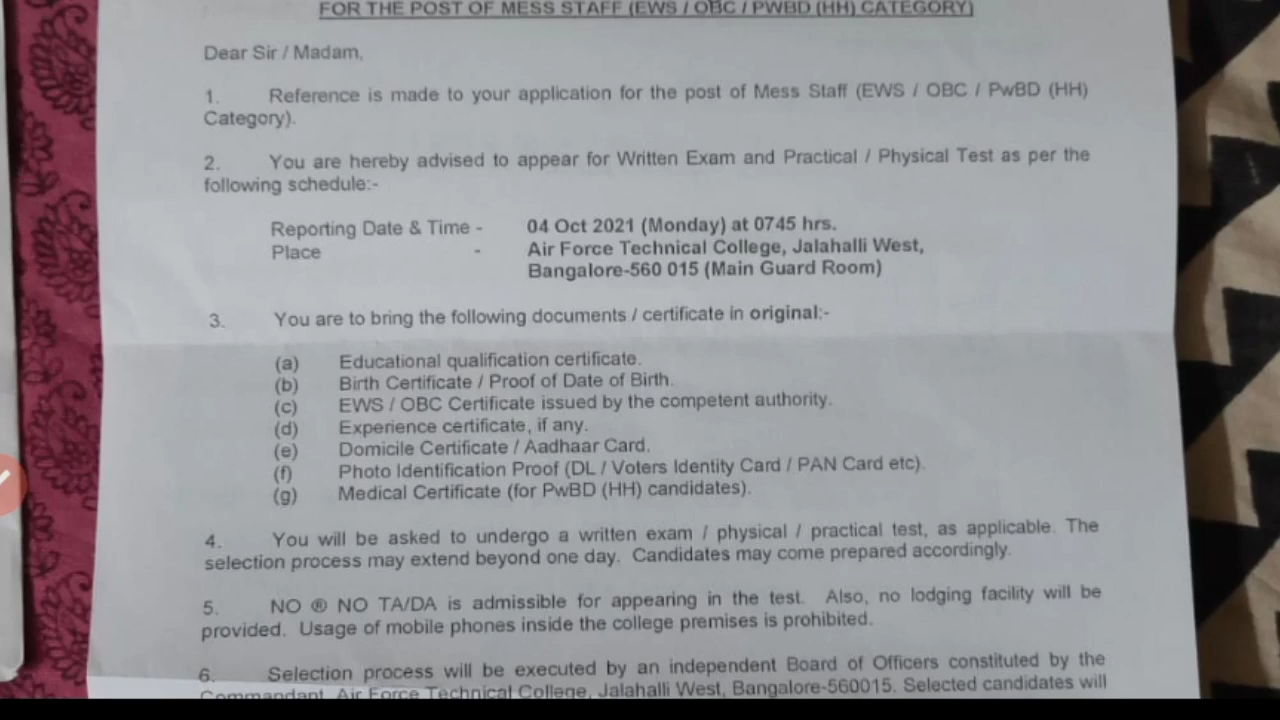 FOR THE POST OF MESS STAFF (EWS / OBC / PWBD (HH) CATEGORY)
Dear Sir / Madam,
1. Reference is made to your application for the post of Mess Staff (EWS / OBC / PwBD (HH)
Category).
2. You are hereby advised to appear for Written Exam and Practical / Physical Test as per the
following schedule:-
Reporting Date & Time - 04 Oct 2021 (Monday) at 0745 hrs.
Place - Air Force Technical College, Jalahalli West,
Bangalore-560 015 (Main Guard Room)
3. You are to bring the following documents / certificate in original:-
(a) Educational qualification certificate.
(b) Birth Certificate / Proof of Date of Birth.
(c) EWS / OBC Certificate issued by the competent authority.
(d) Experience certificate, if any.
(e) Domicile Certificate / Aadhaar Card.
(f) Photo Identification Proof (DL / Voters Identity Card / PAN Card etc).
(g) Medical Certificate (for PwBD (HH) candidates).
4. You will be asked to undergo a written exam / physical / practical test, as applicable. The
selection process may extend beyond one day. Candidates may come prepared accordingly.
5. NO ® NO TA/DA is admissible for appearing in the test. Also, no lodging facility will be
provided. Usage of mobile phones inside the college premises is prohibited.
6. Selection process will be executed by an independent Board of Officers constituted by the
Commandant, Air Force Technical College, Jalahalli West, Bangalore-560015. Selected candidates will